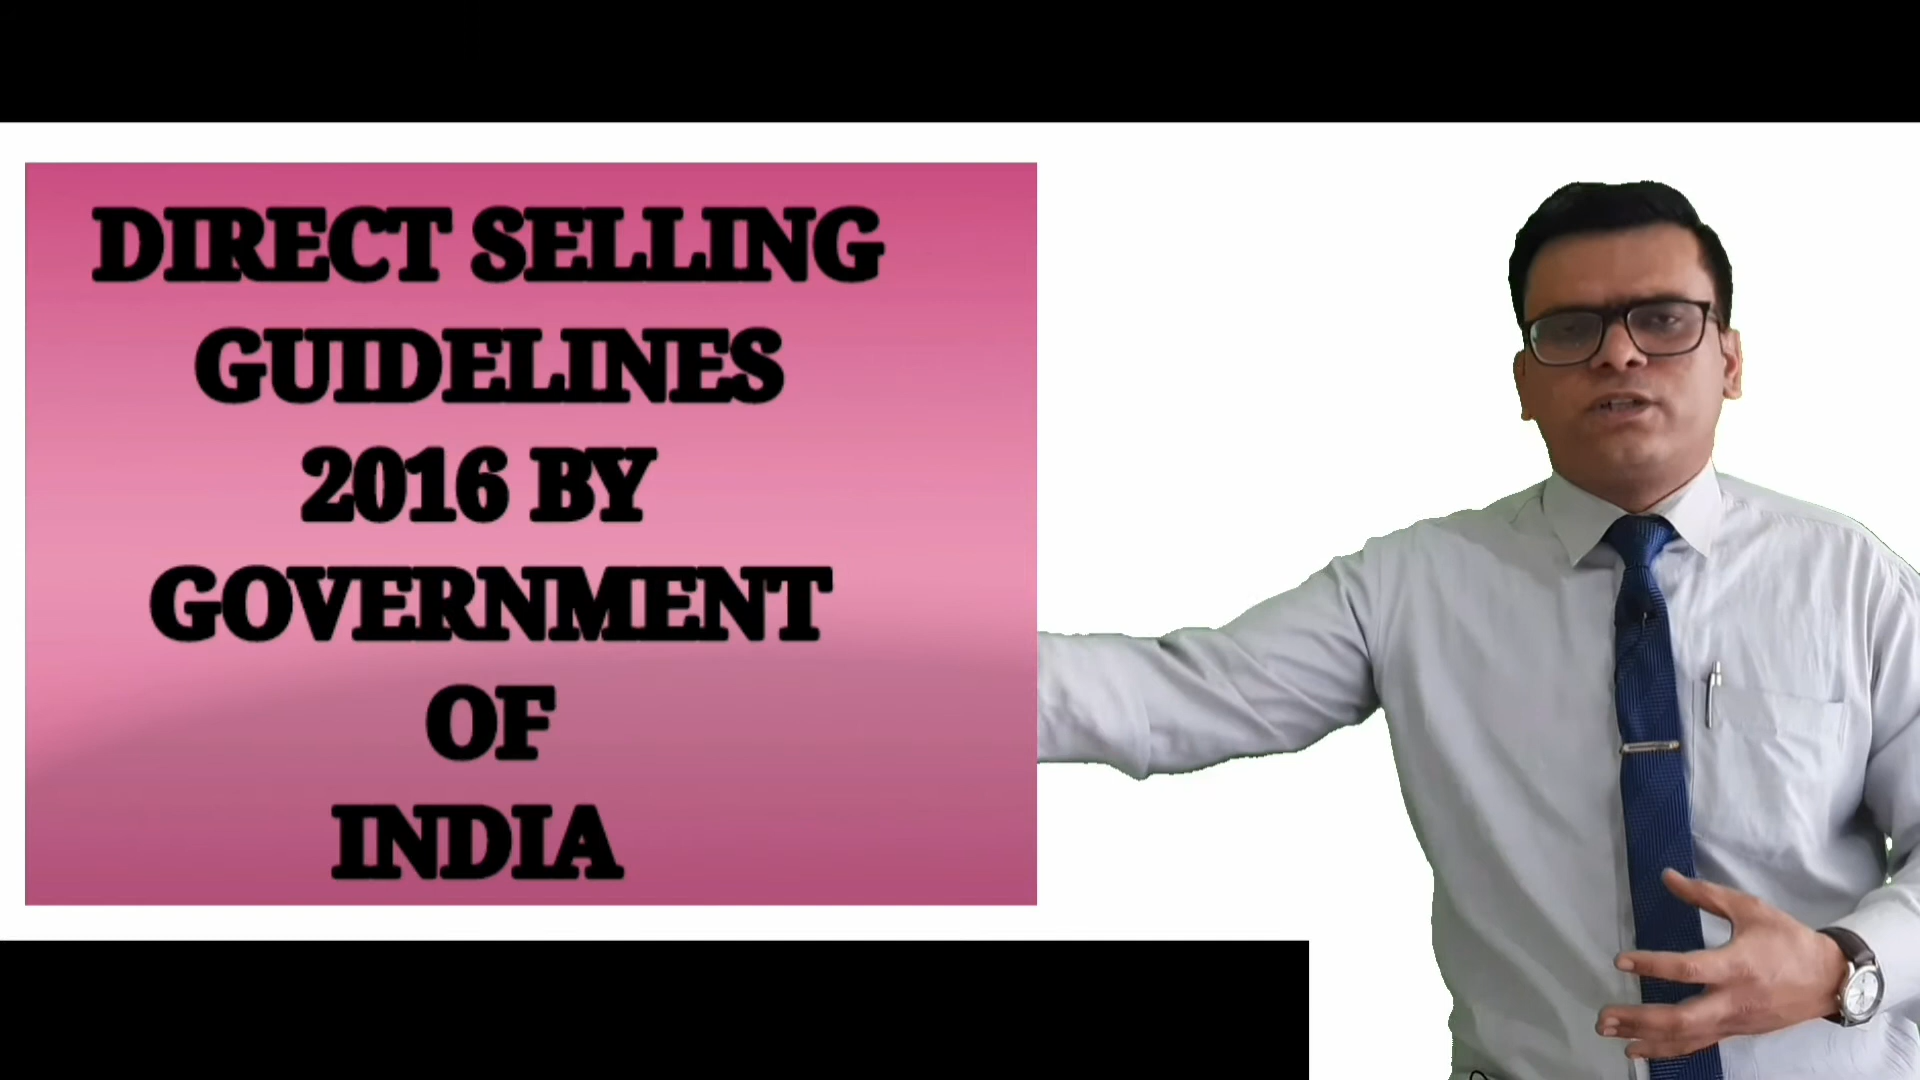 DIRECT SELLING
GUIDELINES
2016 BY
GOVERNMENT
OF
INDIA